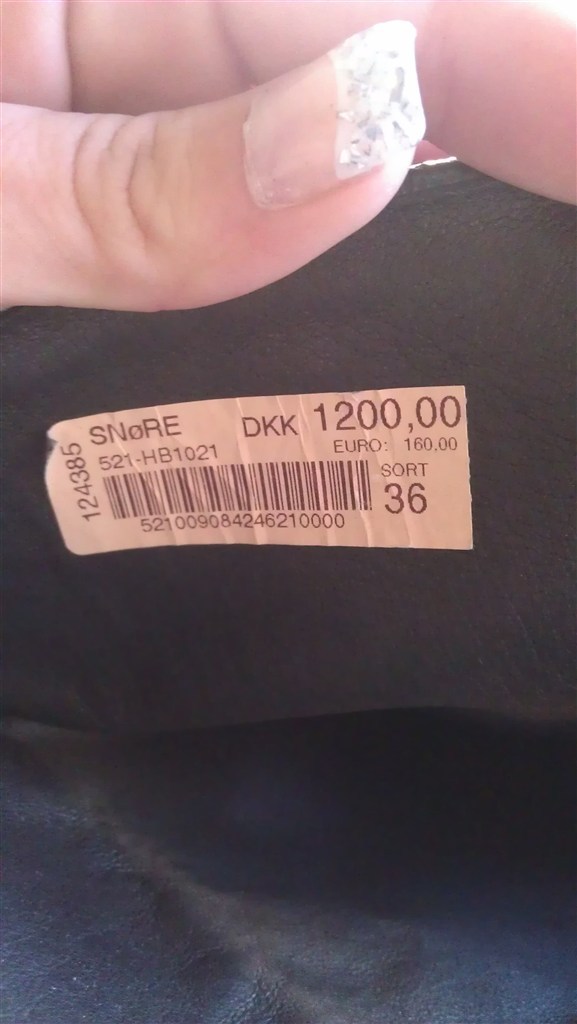 SNøRE DKK 1200,00
521-HB1021 EURO: 160,00
SORT
36
521009084246210000
124385